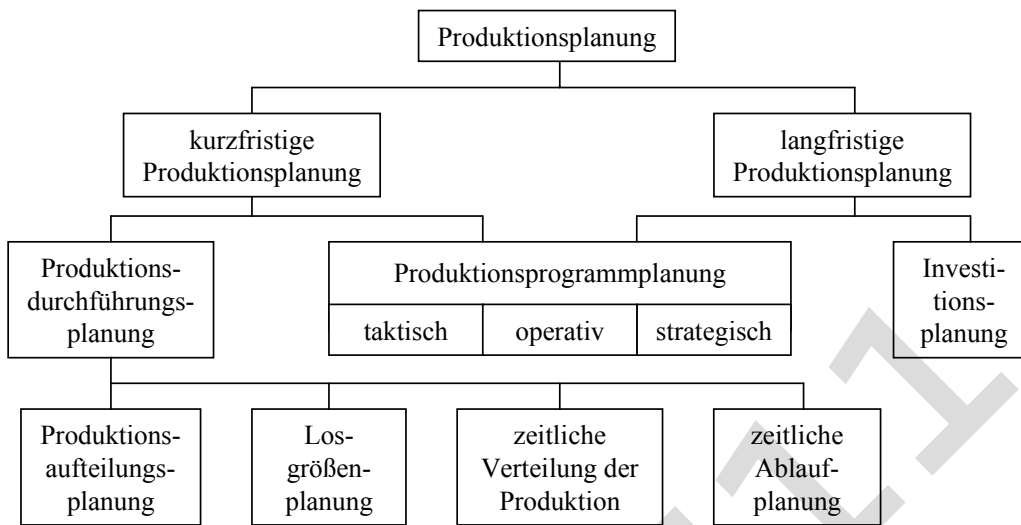 Produktionsplanung
kurzfristige
Produktionsplanung
langfristige
Produktionsplanung
Produktions-
durchführungs-
planung
Produktionsprogrammplanung
taktisch
operativ
strategisch
Investi-
tions-
planung
Produktions-
aufteilungs-
planung
Los-
größen-
planung
zeitliche
Verteilung der
Produktion
zeitliche
Ablauf-
planung